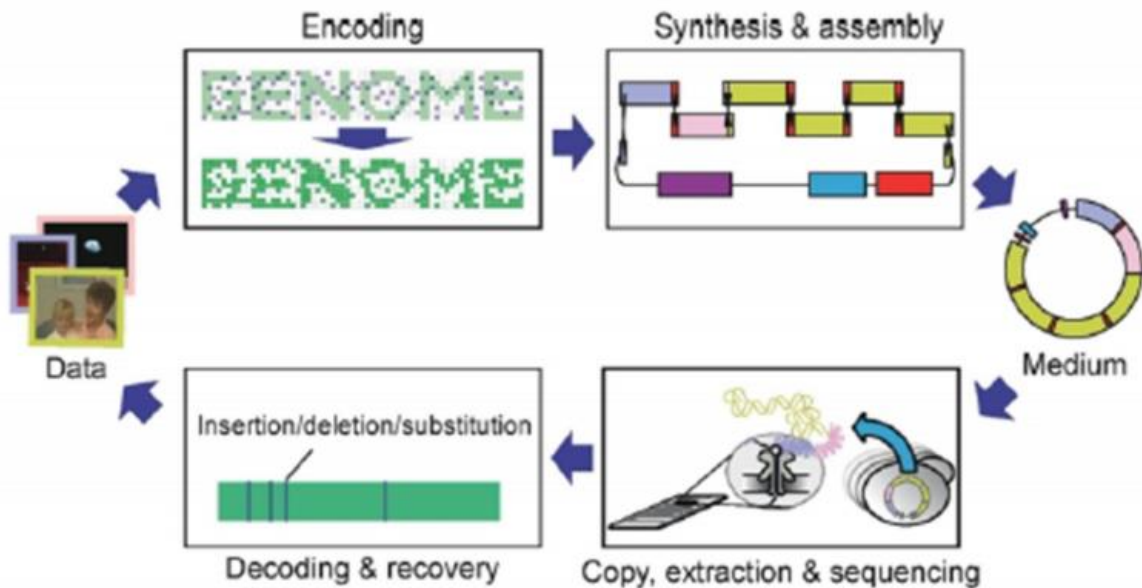 Encoding
GENOME
GENOME
Synthesis & assembly
Data
Medium
Insertion/deletion/substitution
Decoding & recovery
Copy, extraction & sequencing